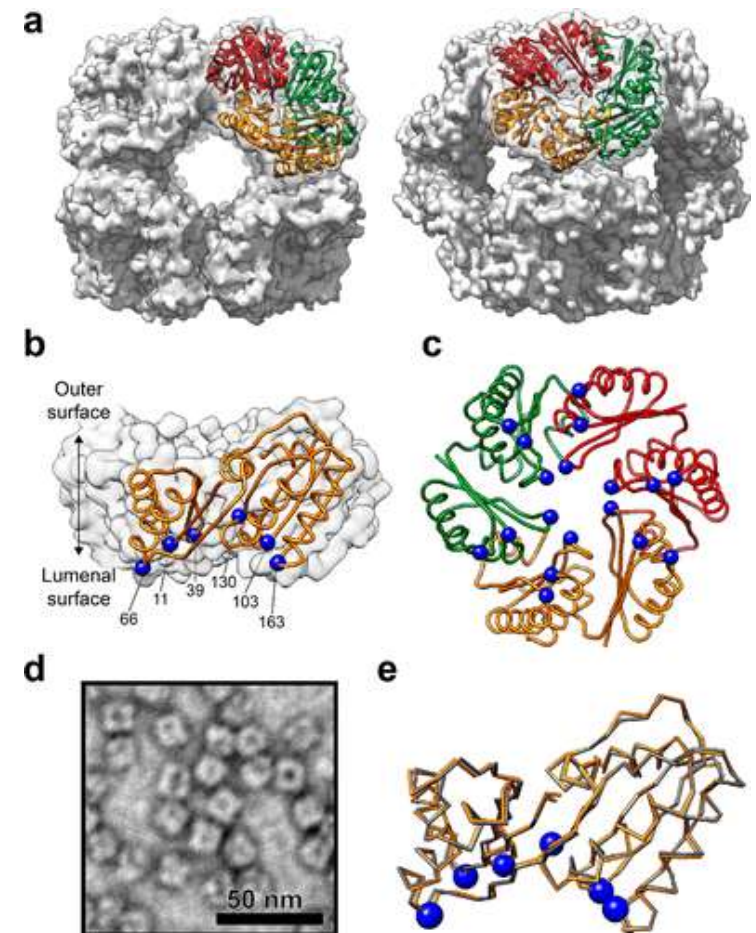 a
b
c
Outer
surface
Lumenal
surface
66
11
39
130
103
163
d
e
50 nm